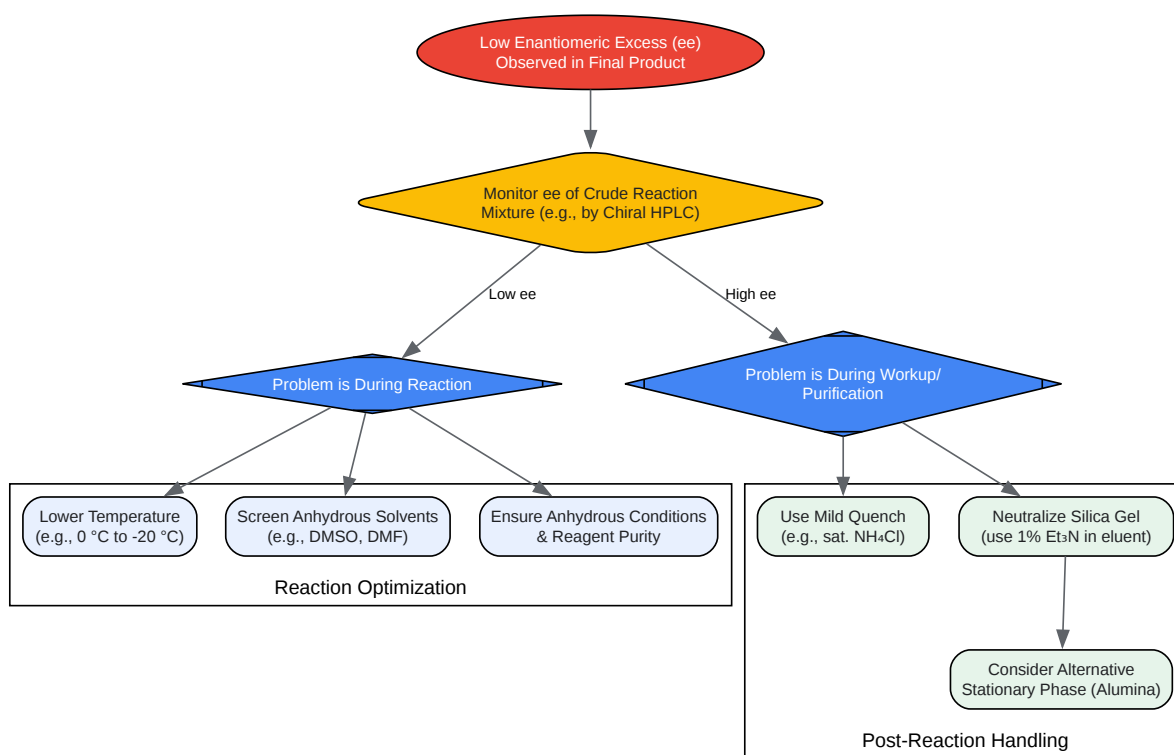 Low Enantiomeric Excess (ee)
Observed in Final Product
Monitor ee of Crude Reaction
Mixture (e.g., by Chiral HPLC)
Low ee
High ee
Problem is During Reaction
Problem is During Workup/
Purification
Lower Temperature
(e.g., 0 °C to -20 °C)
Screen Anhydrous Solvents
(e.g., DMSO, DMF)
Ensure Anhydrous Conditions
& Reagent Purity
Reaction Optimization
Use Mild Quench
(e.g., sat. NH₄Cl)
Neutralize Silica Gel
(use 1% Et₃N in eluent)
Consider Alternative
Stationary Phase (Alumina)
Post-Reaction Handling